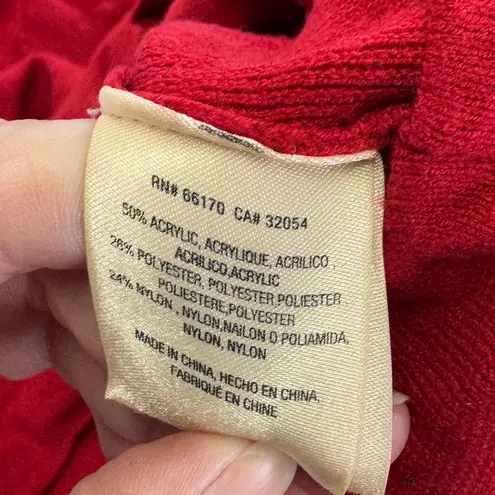 RN# 66170 CA# 32054
50% ACRYLIC, ACRYLIQUE, ACRILICO
ACRILICO,ACRYLIC
26% POLYESTER, POLYESTER,POLIESTER
POLIESTERE,POLYESTER
24% NYLON , NYLON,NAILON O POLIAMIDA,
NYLON, NYLON
MADE IN CHINA, HECHO EN CHINA,
FABRIQUÉ EN CHINE